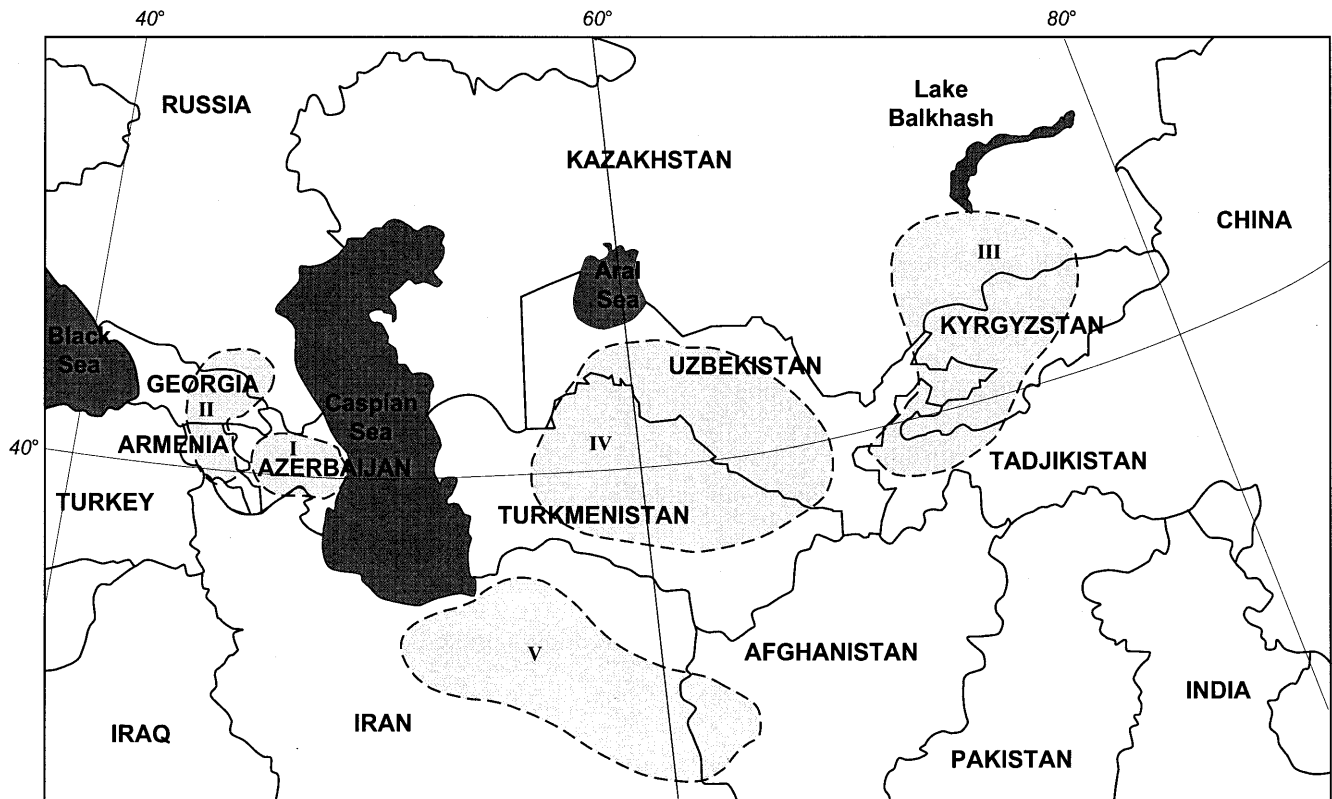 40°
60°
80°
RUSSIA
Lake
Balkhash
KAZAKHSTAN
CHINA
III
Aral
Sea
KYRGYZSTAN
Black
Sea
UZBEKISTAN
GEORGIA
II
Caspian
Sea
40°
ARMENIA
I
IV
AZERBAIJAN
TADJIKISTAN
TURKEY
TURKMENISTAN
V
AFGHANISTAN
INDIA
IRAN
IRAQ
PAKISTAN